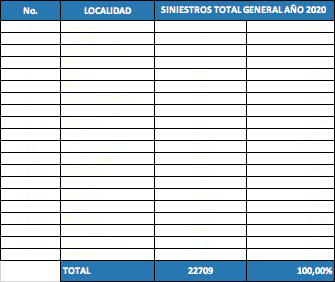 No. LOCALIDAD SINIESTROS TOTAL GENERAL AÑO 2020
TOTAL 22709 100,00%